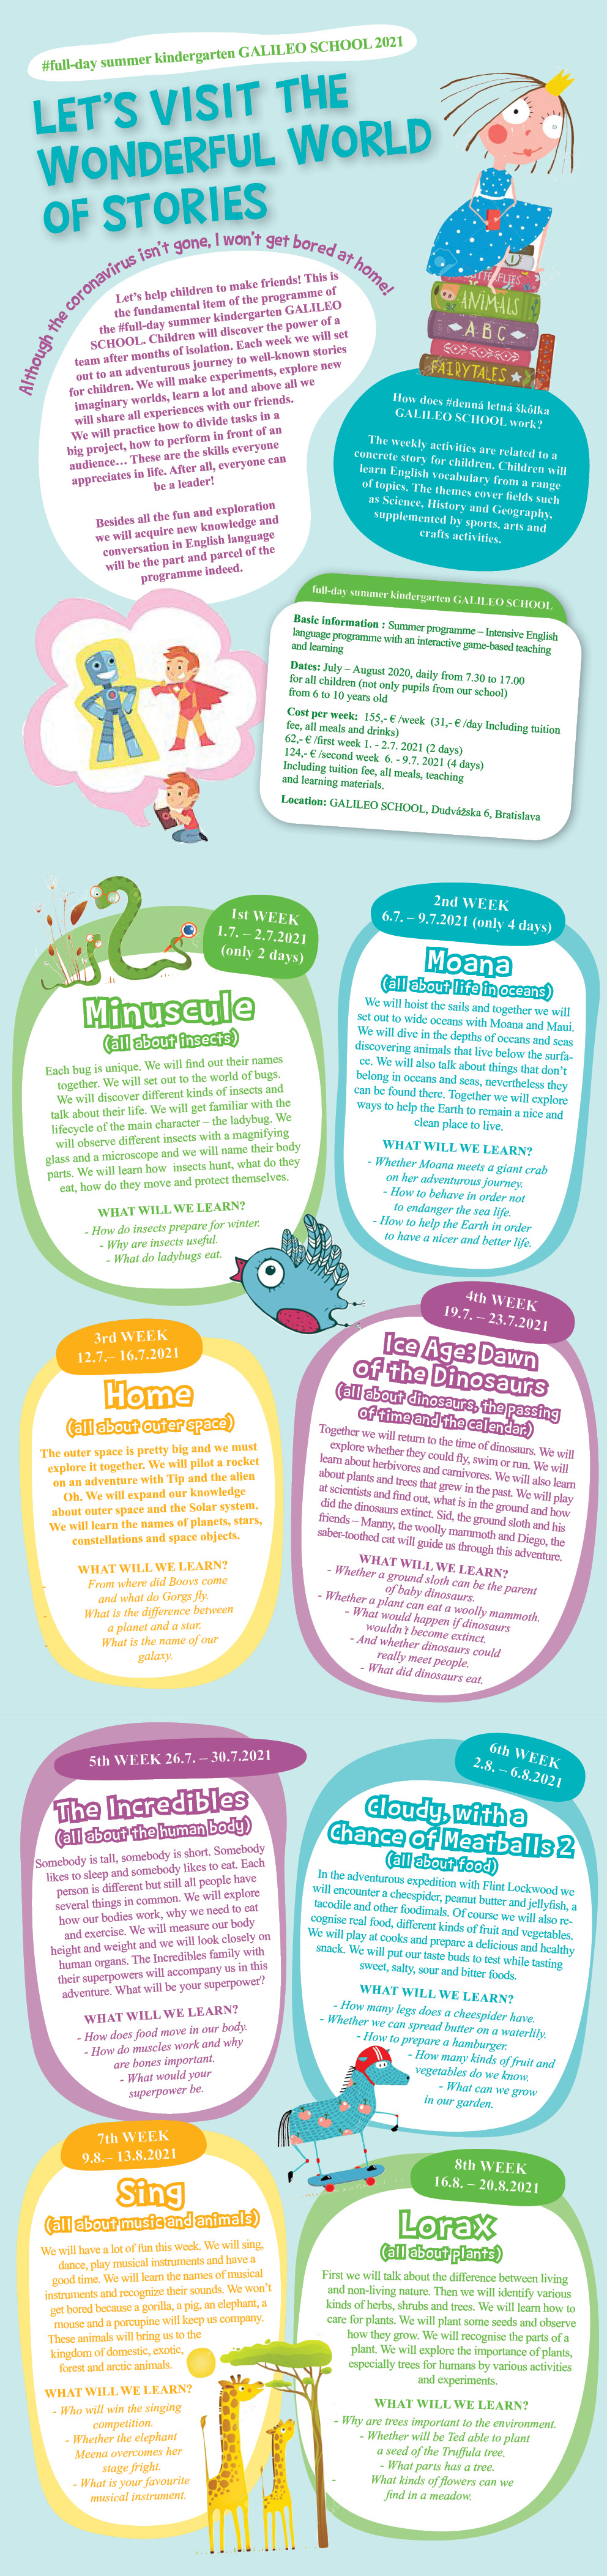 #full-day summer kindergarten GALILEO SCHOOL 2021
LET'S VISIT THE
WONDERFUL WORLD
OF STORIES
Although the coronavirus isn't gone, I won't get bored at home!
Let's help children to make friends! This is
the fundamental item of the programme of
the #full-day summer kindergarten GALILEO
SCHOOL. Children will discover the power of a
team after months of isolation. Each week we will set
out to an adventurous journey to well-known stories
for children. We will make experiments, explore new
imaginary worlds, learn a lot and above all we
will share all experiences with our friends.
We will practice how to divide tasks in a
big project, how to perform in front of an
audience… These are the skills everyone
appreciates in life. After all, everyone can
be a leader!
Besides all the fun and exploration
we will acquire new knowledge and
conversation in English language
will be the part and parcel of the
programme indeed.
BUTTERFLIES
ANIMALS
ABC
FAIRYTALES
How does #denná letná škôlka
GALILEO SCHOOL work?
The weekly activities are related to a
concrete story for children. Children will
learn English vocabulary from a range
of topics. The themes cover fields such
as Science, History and Geography,
supplemented by sports, arts and
crafts activities.
full-day summer kindergarten GALILEO SCHOOL
Basic information : Summer programme – Intensive English
language programme with an interactive game-based teaching
and learning
Dates: July – August 2020, daily from 7.30 to 17.00
for all children (not only pupils from our school)
from 6 to 10 years old
Cost per week: 155,- € /week (31,- € /day Including tuition
fee, all meals and drinks)
62,- € /first week 1. - 2.7. 2021 (2 days)
124,- € /second week 6. - 9.7. 2021 (4 days)
Including tuition fee, all meals, teaching
and learning materials.
Location: GALILEO SCHOOL, Dudvážska 6, Bratislava
1st WEEK
1.7. – 2.7.2021
(only 2 days)
Minuscule
(all about insects)
Each bug is unique. We will find out their names
together. We will set out to the world of bugs.
We will discover different kinds of insects and
talk about their life. We will get familiar with the
lifecycle of the main character – the ladybug. We
will observe different insects with a magnifying
glass and a microscope and we will name their body
parts. We will learn how insects hunt, what do they
eat, how do they move and protect themselves.
WHAT WILL WE LEARN?
- How do insects prepare for winter.
- Why are insects useful.
- What do ladybugs eat.
2nd WEEK
6.7. – 9.7.2021 (only 4 days)
Moana
(all about life in oceans)
We will hoist the sails and together we will
set out to wide oceans with Moana and Maui.
We will dive in the depths of oceans and seas
discovering animals that live below the surfa-
ce. We will also talk about things that don't
belong in oceans and seas, nevertheless they
can be found there. Together we will explore
ways to help the Earth to remain a nice and
clean place to live.
WHAT WILL WE LEARN?
- Whether Moana meets a giant crab
on her adventurous journey.
- How to behave in order not
to endanger the sea life.
- How to help the Earth in order
to have a nicer and better life.
3rd WEEK
12.7.– 16.7.2021
Home
(all about outer space)
The outer space is pretty big and we must
explore it together. We will pilot a rocket
on an adventure with Tip and the alien
Oh. We will expand our knowledge
about outer space and the Solar system.
We will learn the names of planets, stars,
constellations and space objects.
WHAT WILL WE LEARN?
- From where did Boovs come
and what do Gorgs fly.
- What is the difference between
a planet and a star.
- What is the name of our
galaxy.
4th WEEK
19.7. – 23.7.2021
Ice Age: Dawn
of the Dinosaurs
(all about dinosaurs, the passing
of time and the calendar)
Together we will return to the time of dinosaurs. We will
explore whether they could fly, swim or run. We will
learn about herbivores and carnivores. We will also learn
about plants and trees that grew in the past. We will play
at scientists and find out, what is in the ground and how
did the dinosaurs extinct. Sid, the ground sloth and his
friends – Manny, the woolly mammoth and Diego, the
saber-toothed cat will guide us through this adventure.
WHAT WILL WE LEARN?
- Whether a ground sloth can be the parent
of baby dinosaurs.
- Whether a plant can eat a woolly mammoth.
- What would happen if dinosaurs
wouldn't become extinct.
- And whether dinosaurs could
really meet people.
- What did dinosaurs eat.
5th WEEK 26.7. – 30.7.2021
The Incredibles
(all about the human body)
Somebody is tall, somebody is short. Somebody
likes to sleep and somebody likes to eat. Each
person is different but still all people have
several things in common. We will explore
how our bodies work, why we need to eat
and exercise. We will measure our body
height and weight and we will look closely on
human organs. The Incredibles family with
their superpowers will accompany us in this
adventure. What will be your superpower?
WHAT WILL WE LEARN?
- How does food move in our body.
- How do muscles work and why
are bones important.
- What would your
superpower be.
6th WEEK
2.8. – 6.8.2021
Cloudy, with a
Chance of Meatballs 2
(all about food)
In the adventurous expedition with Flint Lockwood we
will encounter a cheespider, peanut butter and jellyfish, a
tacodile and other foodimals. Of course we will also re-
cognise real food, different kinds of fruit and vegetables.
We will play at cooks and prepare a delicious and healthy
snack. We will put our taste buds to test while tasting
sweet, salty, sour and bitter foods.
WHAT WILL WE LEARN?
- How many legs does a cheespider have.
- Whether we can spread butter on a waterlily.
- How to prepare a hamburger.
- How many kinds of fruit and
vegetables do we know.
- What can we grow
in our garden.
7th WEEK
9.8.– 13.8.2021
Sing
(all about music and animals)
We will have a lot of fun this week. We will sing,
dance, play musical instruments and have a
good time. We will learn the names of musical
instruments and recognize their sounds. We won't
get bored because a gorilla, a pig, an elephant, a
mouse and a porcupine will keep us company.
These animals will bring us to the
kingdom of domestic, exotic,
forest and arctic animals.
WHAT WILL WE LEARN?
- Who will win the singing
competition.
- Whether the elephant
Meena overcomes her
stage fright.
- What is your favourite
musical instrument.
8th WEEK
16.8. – 20.8.2021
Lorax
(all about plants)
First we will talk about the difference between living
and non-living nature. Then we will identify various
kinds of herbs, shrubs and trees. We will learn how to
care for plants. We will plant some seeds and observe
how they grow. We will recognise the parts of a
plant. We will explore the importance of plants,
especially trees for humans by various activities
and experiments.
WHAT WILL WE LEARN?
- Why are trees important to the environment.
- Whether will be Ted able to plant
a seed of the Truffula tree.
- What parts has a tree.
- What kinds of flowers can we
find in a meadow.